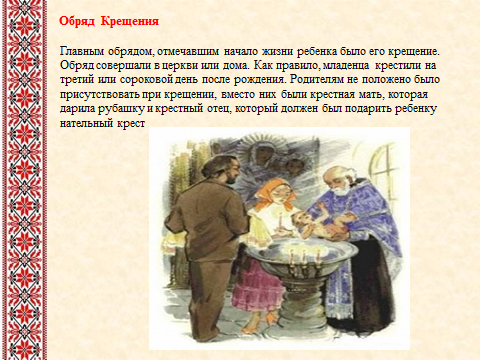 Обряд Крещения
Главным обрядом, отмечавшим начало жизни ребенка было его крещение.
Обряд совершали в церкви или дома. Как правило, младенца крестили на
третий или сороковой день после рождения. Родителям не положено было
присутствовать при крещении, вместо них были крестная мать, которая
дарила рубашку и крестный отец, который должен был подарить ребенку
нательный крест